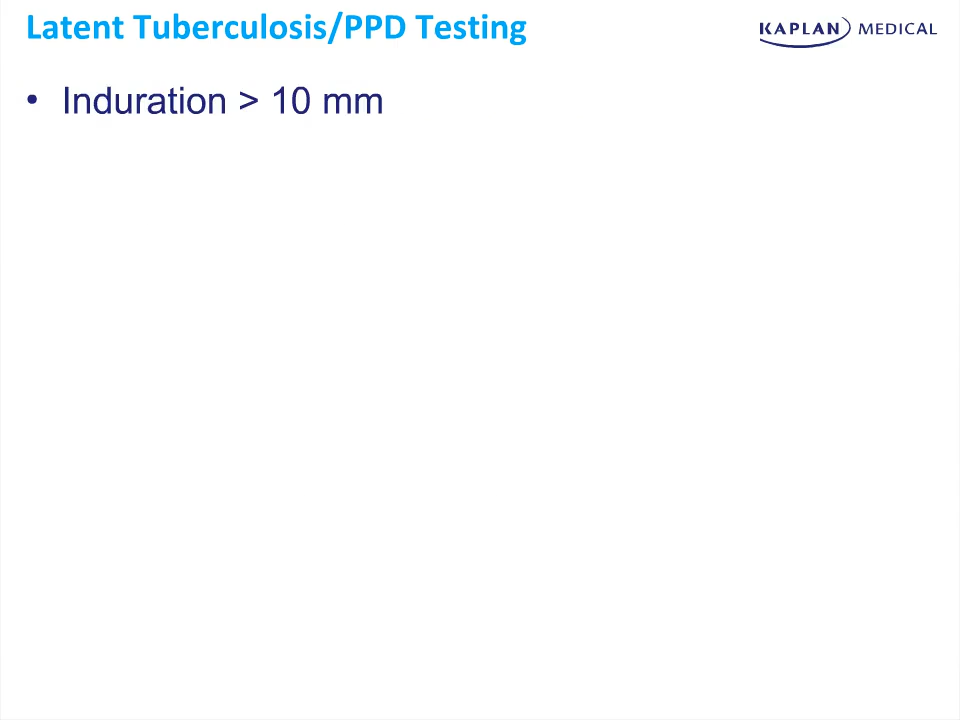 Latent Tuberculosis/PPD Testing
KAPLAN MEDICAL
• Induration > 10 mm